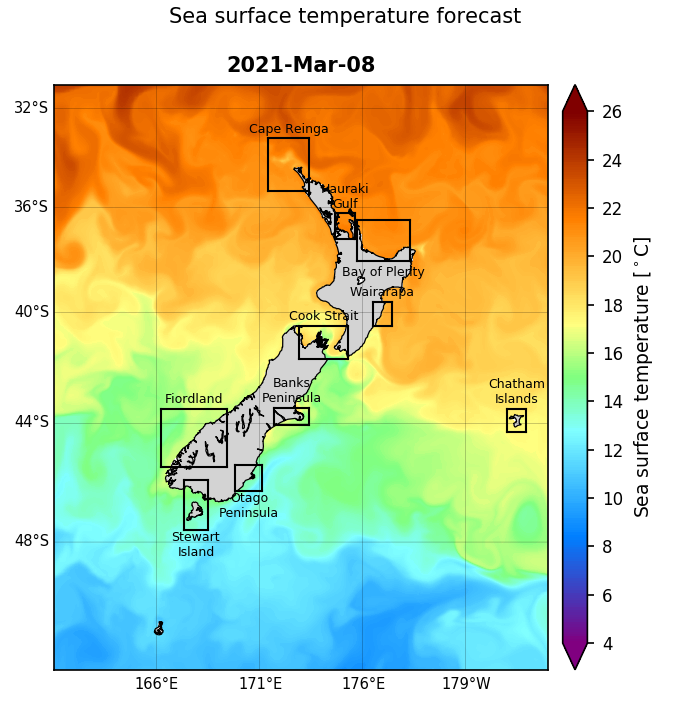 Sea surface temperature forecast
2021-Mar-08
32°S
36°S
40°S
44°S
48°S
Cape Reinga
Hauraki
Gulf
Bay of Plenty
Wairarapa
Cook Strait
Banks
Peninsula
Chatham
Islands
Fiordland
Otago
Peninsula
Stewart
Island
166°E
171°E
176°E
179°W
26
24
22
20
18
16
14
12
10
8
6
4
Sea surface temperature [°C]